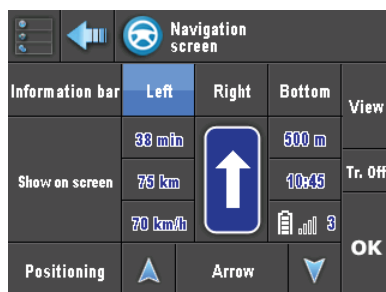 Navigation
screen
Information bar
Left
Right
Bottom
View
38 min
500 m
Show on screen
75 km
10:45
Tr. Off
70 km/h
3
OK
Positioning
Arrow